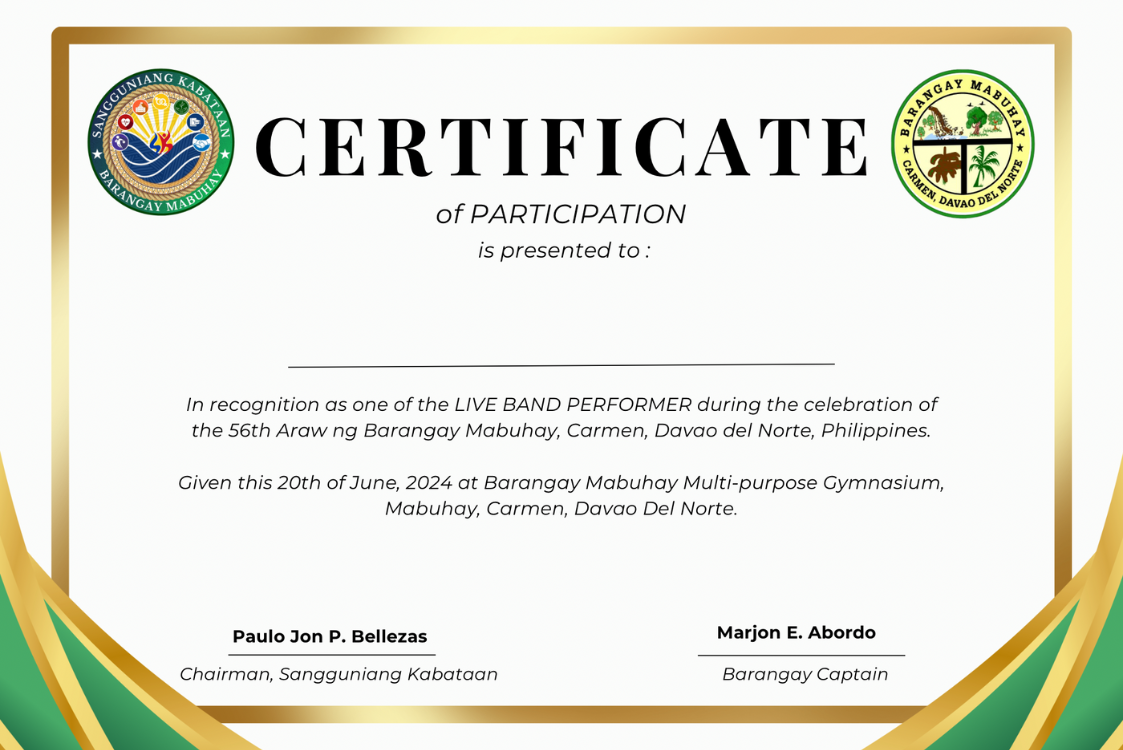 SANGGUNIANG KABATAAN
BARANGAY MABUHAY
BARANGAY MABUHAY
CARMEN, DAVAO DEL NORTE
CERTIFICATE
of PARTICIPATION
is presented to :
In recognition as one of the LIVE BAND PERFORMER during the celebration of
the 56th Araw ng Barangay Mabuhay, Carmen, Davao del Norte, Philippines.
Given this 20th of June, 2024 at Barangay Mabuhay Multi-purpose Gymnasium,
Mabuhay, Carmen, Davao Del Norte.
Paulo Jon P. Bellezas
Chairman, Sangguniang Kabataan
Marjon E. Abordo
Barangay Captain